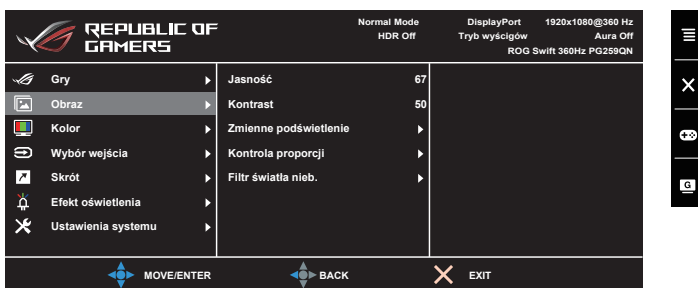 REPUBLIC OF
GAMERS
Normal Mode
HDR Off
DisplayPort 1920x1080@360 Hz
Tryb wyścigów Aura Off
ROG Swift 360Hz PG259QN
Gry
Obraz
Kolor
Wybór wejścia
Skrót
Efekt oświetlenia
Ustawienia systemu
Jasność 67
Kontrast 50
Zmienne podświetlenie
Kontrola proporcji
Filtr światła nieb.
MOVE/ENTER BACK EXIT
G